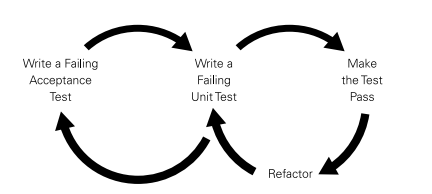 Write a Failing
Acceptance
Test
Write a
Failing
Unit Test
Make
the Test
Pass
Refactor